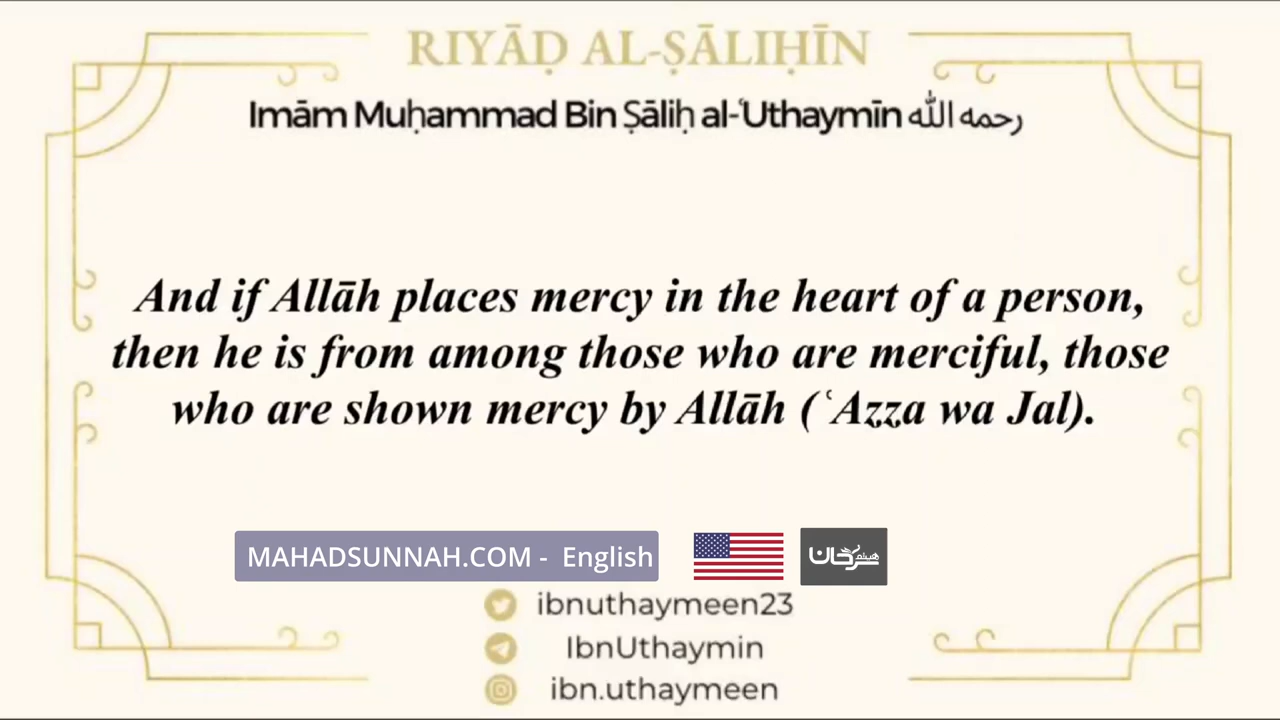 RIYĀḌ AL-ṢĀLIḤĪN
Imām Muḥammad Bin Ṣāliḥ al-ʿUthaymīn رحمه الله
And if Allāh places mercy in the heart of a person,
then he is from among those who are merciful, those
who are shown mercy by Allāh (ʿAzza wa Jal).
MAHADSUNNAH.COM - English
ibnuthaymeen23
IbnUthaymin
ibn.uthaymeen